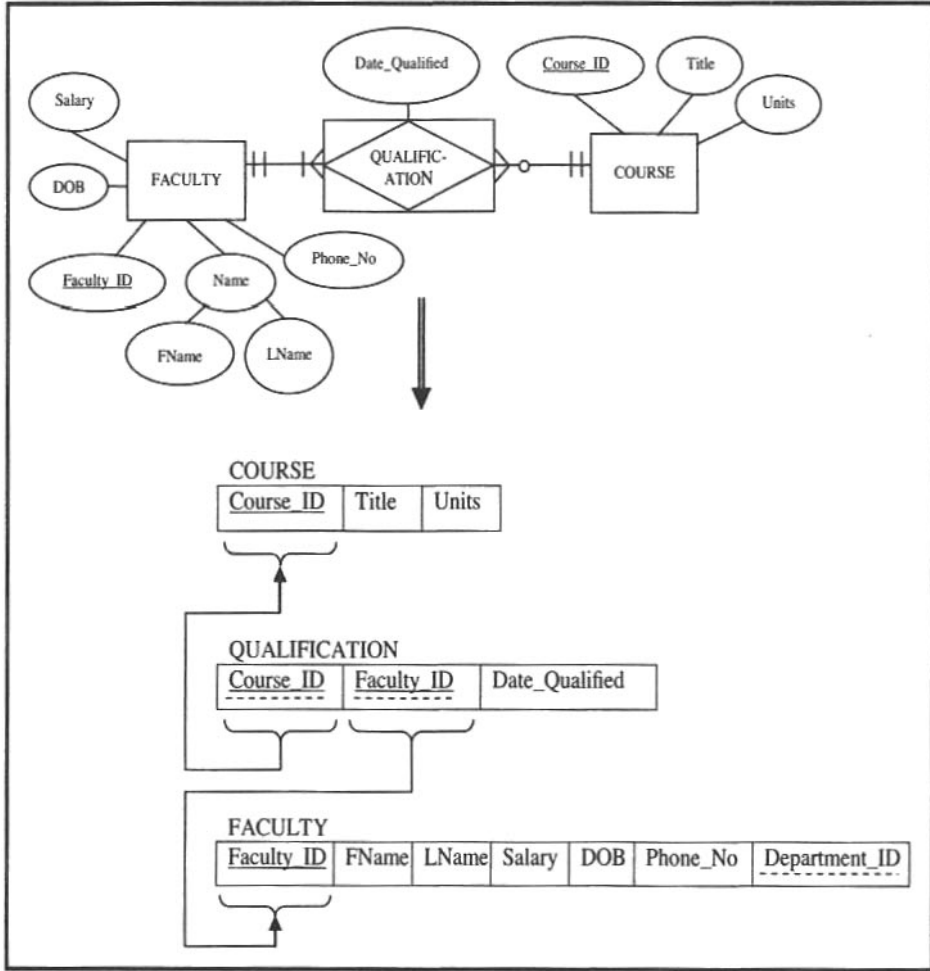 Date_Qualified
Course_ID
Title
Salary
Units
QUALIFIC-
ATION
FACULTY
COURSE
DOB
Phone_No
Faculty_ID
Name
FName
LName
COURSE
Course_ID Title Units
QUALIFICATION
Course_ID Faculty_ID Date_Qualified
FACULTY
Faculty_ID FName LName Salary DOB Phone_No Department_ID